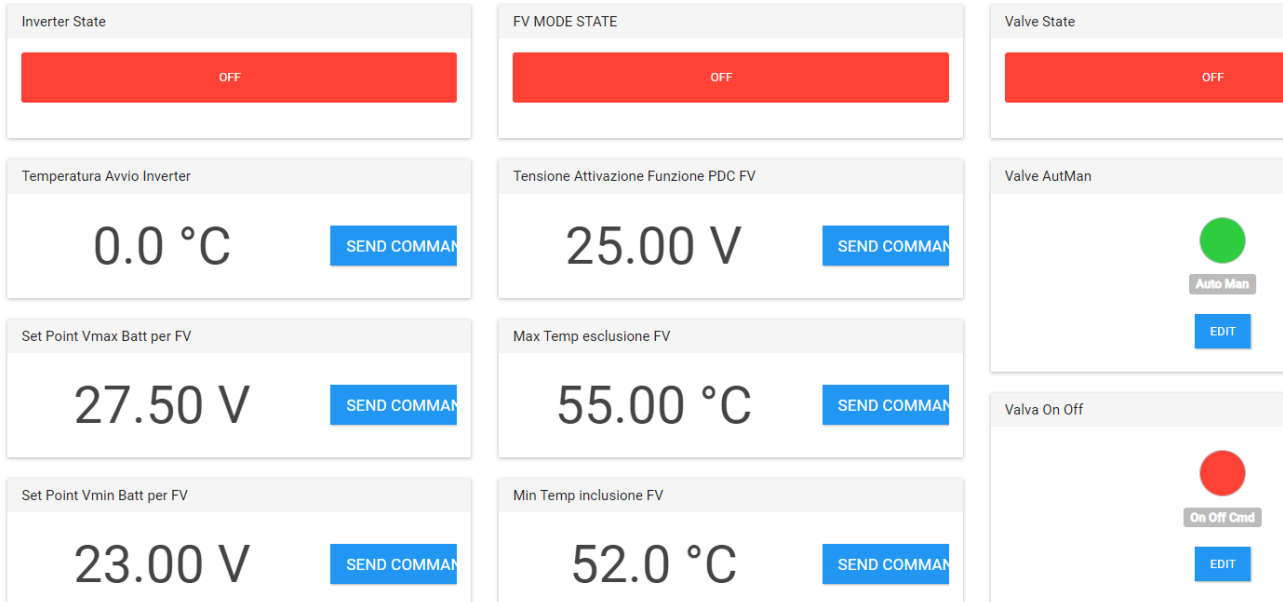 Inverter State
OFF
FV MODE STATE
OFF
Valve State
OFF
Temperatura Avvio Inverter
0.0 °C
SEND COMMAN
Tensione Attivazione Funzione PDC FV
25.00 V
SEND COMMAN
Valve AutMan
Auto Man
EDIT
Set Point Vmax Batt per FV
27.50 V
SEND COMMAN
Max Temp esclusione FV
55.00 °C
SEND COMMAN
Valva On Off
On Off Cmd
EDIT
Set Point Vmin Batt per FV
23.00 V
SEND COMMAN
Min Temp inclusione FV
52.0 °C
SEND COMMAN